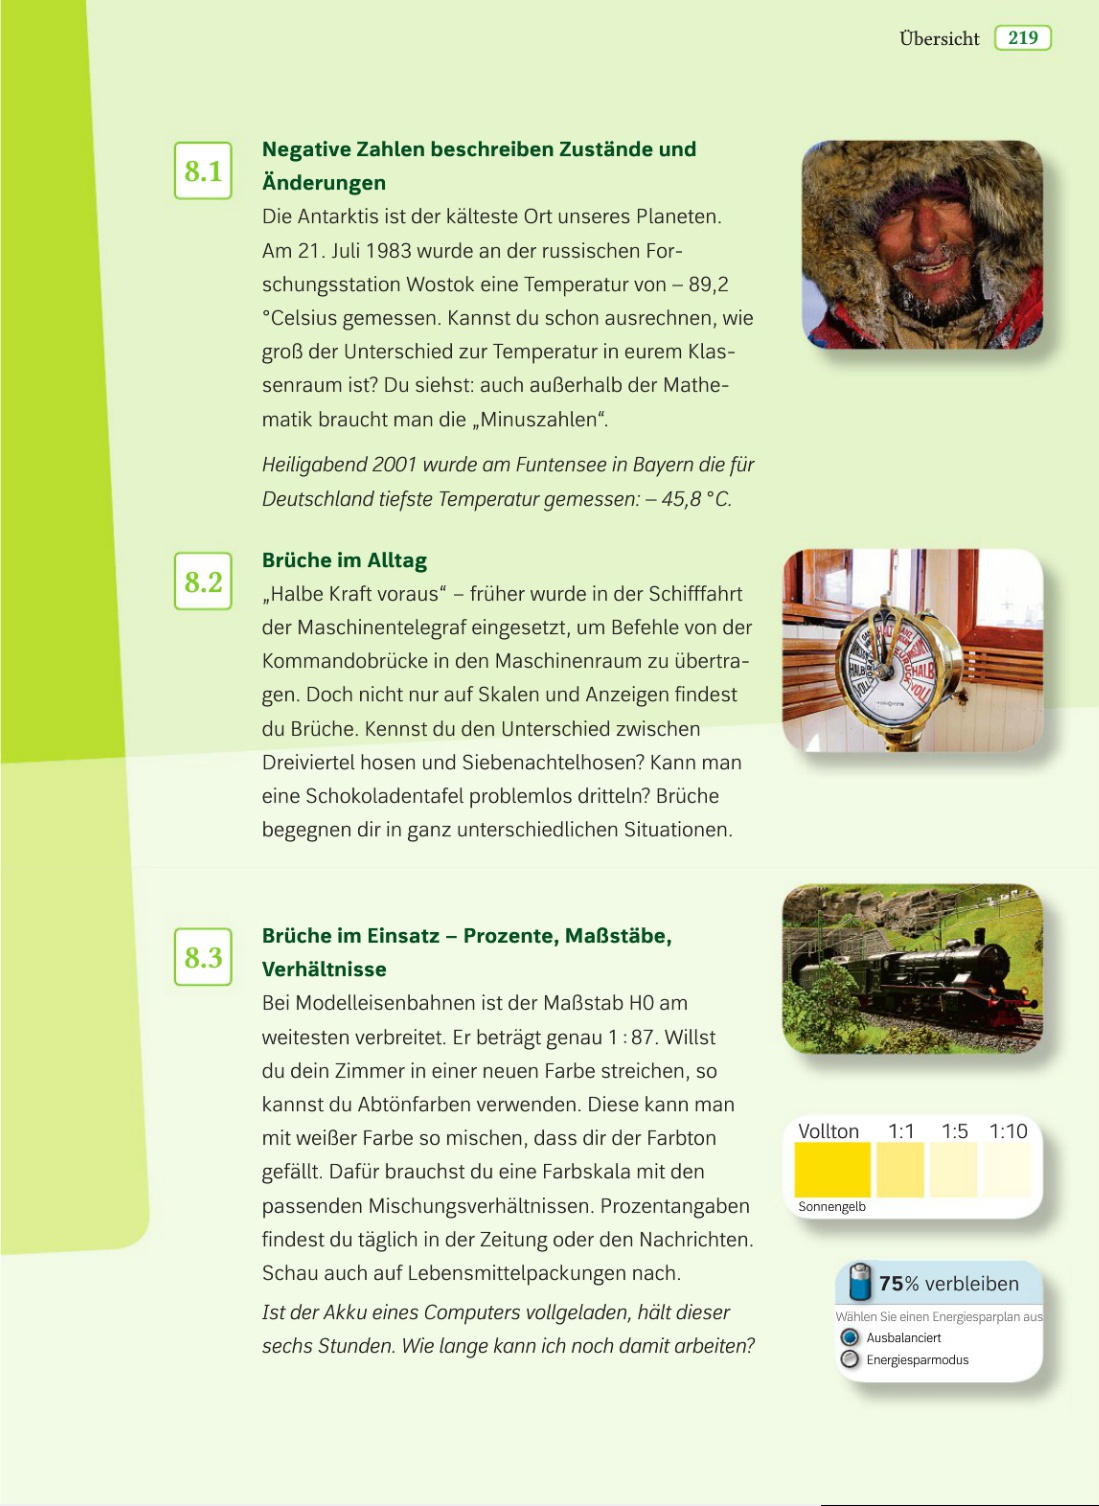 Übersicht 219
8.1
Negative Zahlen beschreiben Zustände und
Änderungen
Die Antarktis ist der kälteste Ort unseres Planeten.
Am 21. Juli 1983 wurde an der russischen For-
schungsstation Wostok eine Temperatur von – 89,2
°Celsius gemessen. Kannst du schon ausrechnen, wie
groß der Unterschied zur Temperatur in eurem Klas-
senraum ist? Du siehst: auch außerhalb der Mathe-
matik braucht man die „Minuszahlen“.
Heiligabend 2001 wurde am Funtensee in Bayern die für
Deutschland tiefste Temperatur gemessen: – 45,8 °C.
8.2
Brüche im Alltag
„Halbe Kraft voraus“ – früher wurde in der Schifffahrt
der Maschinentelegraf eingesetzt, um Befehle von der
Kommandobrücke in den Maschinenraum zu übertra-
gen. Doch nicht nur auf Skalen und Anzeigen findest
du Brüche. Kennst du den Unterschied zwischen
Dreiviertel hosen und Siebenachtelhosen? Kann man
eine Schokoladentafel problemlos dritteln? Brüche
begegnen dir in ganz unterschiedlichen Situationen.
HALB
VOLL
HALT
ZURÜCK
HALB
VOLL
8.3
Brüche im Einsatz – Prozente, Maßstäbe,
Verhältnisse
Bei Modelleisenbahnen ist der Maßstab H0 am
weitesten verbreitet. Er beträgt genau 1 : 87. Willst
du dein Zimmer in einer neuen Farbe streichen, so
kannst du Abtönfarben verwenden. Diese kann man
mit weißer Farbe so mischen, dass dir der Farbton
gefällt. Dafür brauchst du eine Farbskala mit den
passenden Mischungsverhältnissen. Prozentangaben
findest du täglich in der Zeitung oder den Nachrichten.
Schau auch auf Lebensmittelpackungen nach.
Ist der Akku eines Computers vollgeladen, hält dieser
sechs Stunden. Wie lange kann ich noch damit arbeiten?
Vollton 1:1 1:5 1:10
Sonnengelb
75% verbleiben
Wählen Sie einen Energiesparplan aus
Ausbalanciert
Energiesparmodus